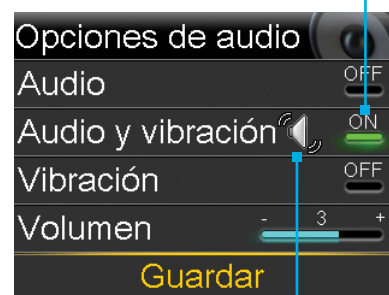 Opciones de audio
Audio OFF
Audio y vibración ON
Vibración OFF
Volumen - 3 +
Guardar